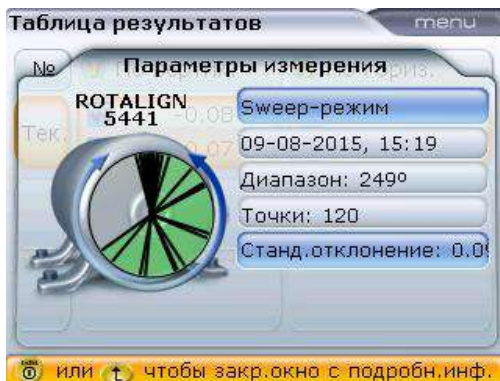 Таблица результатов
menu
№
Параметры измерения
ROTALIGN
5441
Sweep-режим
Тек.
09-08-2015, 15:19
Диапазон: 249º
Точки: 120
Станд.отклонение: 0.0
или чтобы закр.окно с подробн.инф.